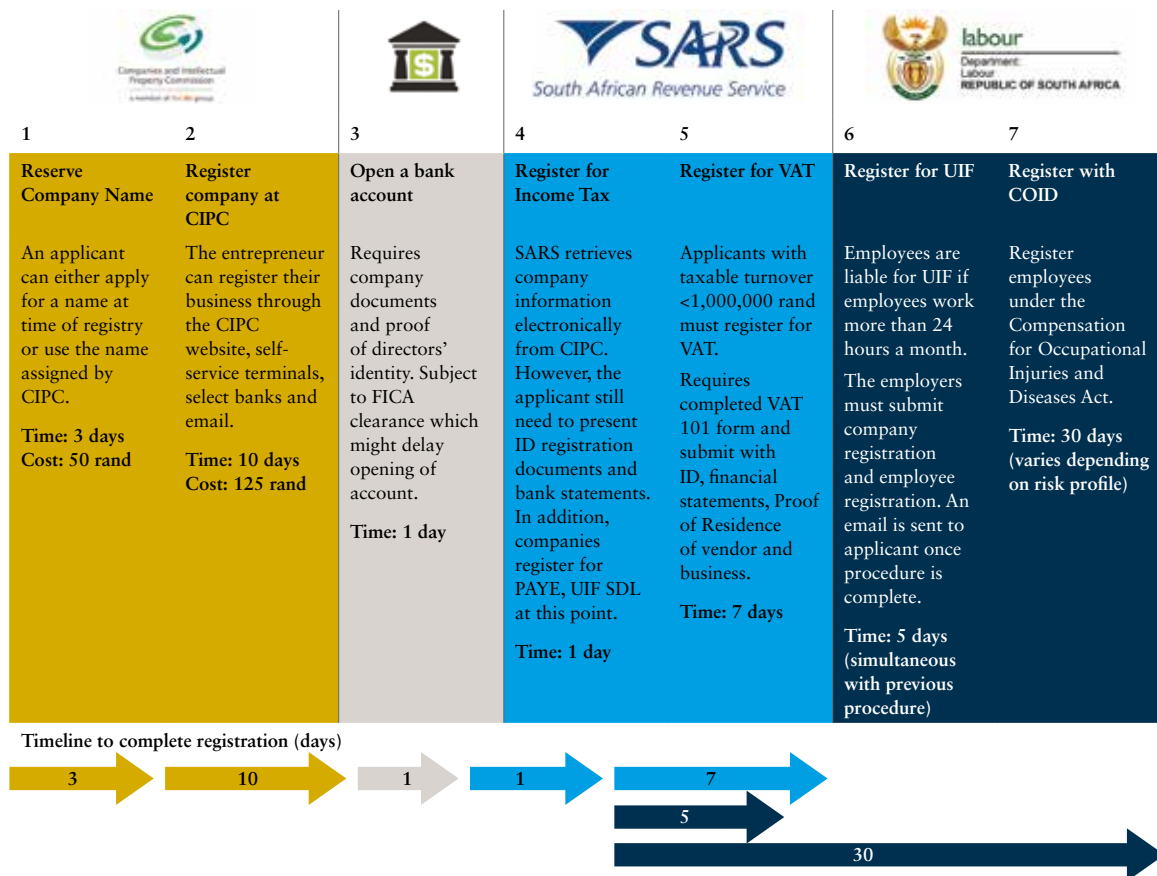 Companies and Intellectual
Property Commission
a member of the dti group
$
SARS
South African Revenue Service
labour
Department:
Labour
REPUBLIC OF SOUTH AFRICA
1
Reserve
Company Name
An applicant
can either apply
for a name at
time of registry
or use the name
assigned by
CIPC.
Time: 3 days
Cost: 50 rand
2
Register
company at
CIPC
The entrepreneur
can register their
business through
the CIPC
website, self-
service terminals,
select banks and
email.
Time: 10 days
Cost: 125 rand
3
Open a bank
account
Requires
company
documents
and proof
of directors’
identity. Subject
to FICA
clearance which
might delay
opening of
account.
Time: 1 day
4
Register for
Income Tax
SARS retrieves
company
information
electronically
from CIPC.
However, the
applicant still
need to present
ID registration
documents and
bank statements.
In addition,
companies
register for
PAYE, UIF SDL
at this point.
Time: 1 day
5
Register for VAT
Applicants with
taxable turnover
<1,000,000 rand
must register for
VAT.
Requires
completed VAT
101 form and
submit with
ID, financial
statements, Proof
of Residence
of vendor and
business.
Time: 7 days
6
Register for UIF
Employees are
liable for UIF if
employees work
more than 24
hours a month.
The employers
must submit
company
registration
and employee
registration. An
email is sent to
applicant once
procedure is
complete.
Time: 5 days
(simultaneous
with previous
procedure)
7
Register with
COID
Register
employees
under the
Compensation
for Occupational
Injuries and
Diseases Act.
Time: 30 days
(varies depending
on risk profile)
Timeline to complete registration (days)
3
10
1
1
7
5
30